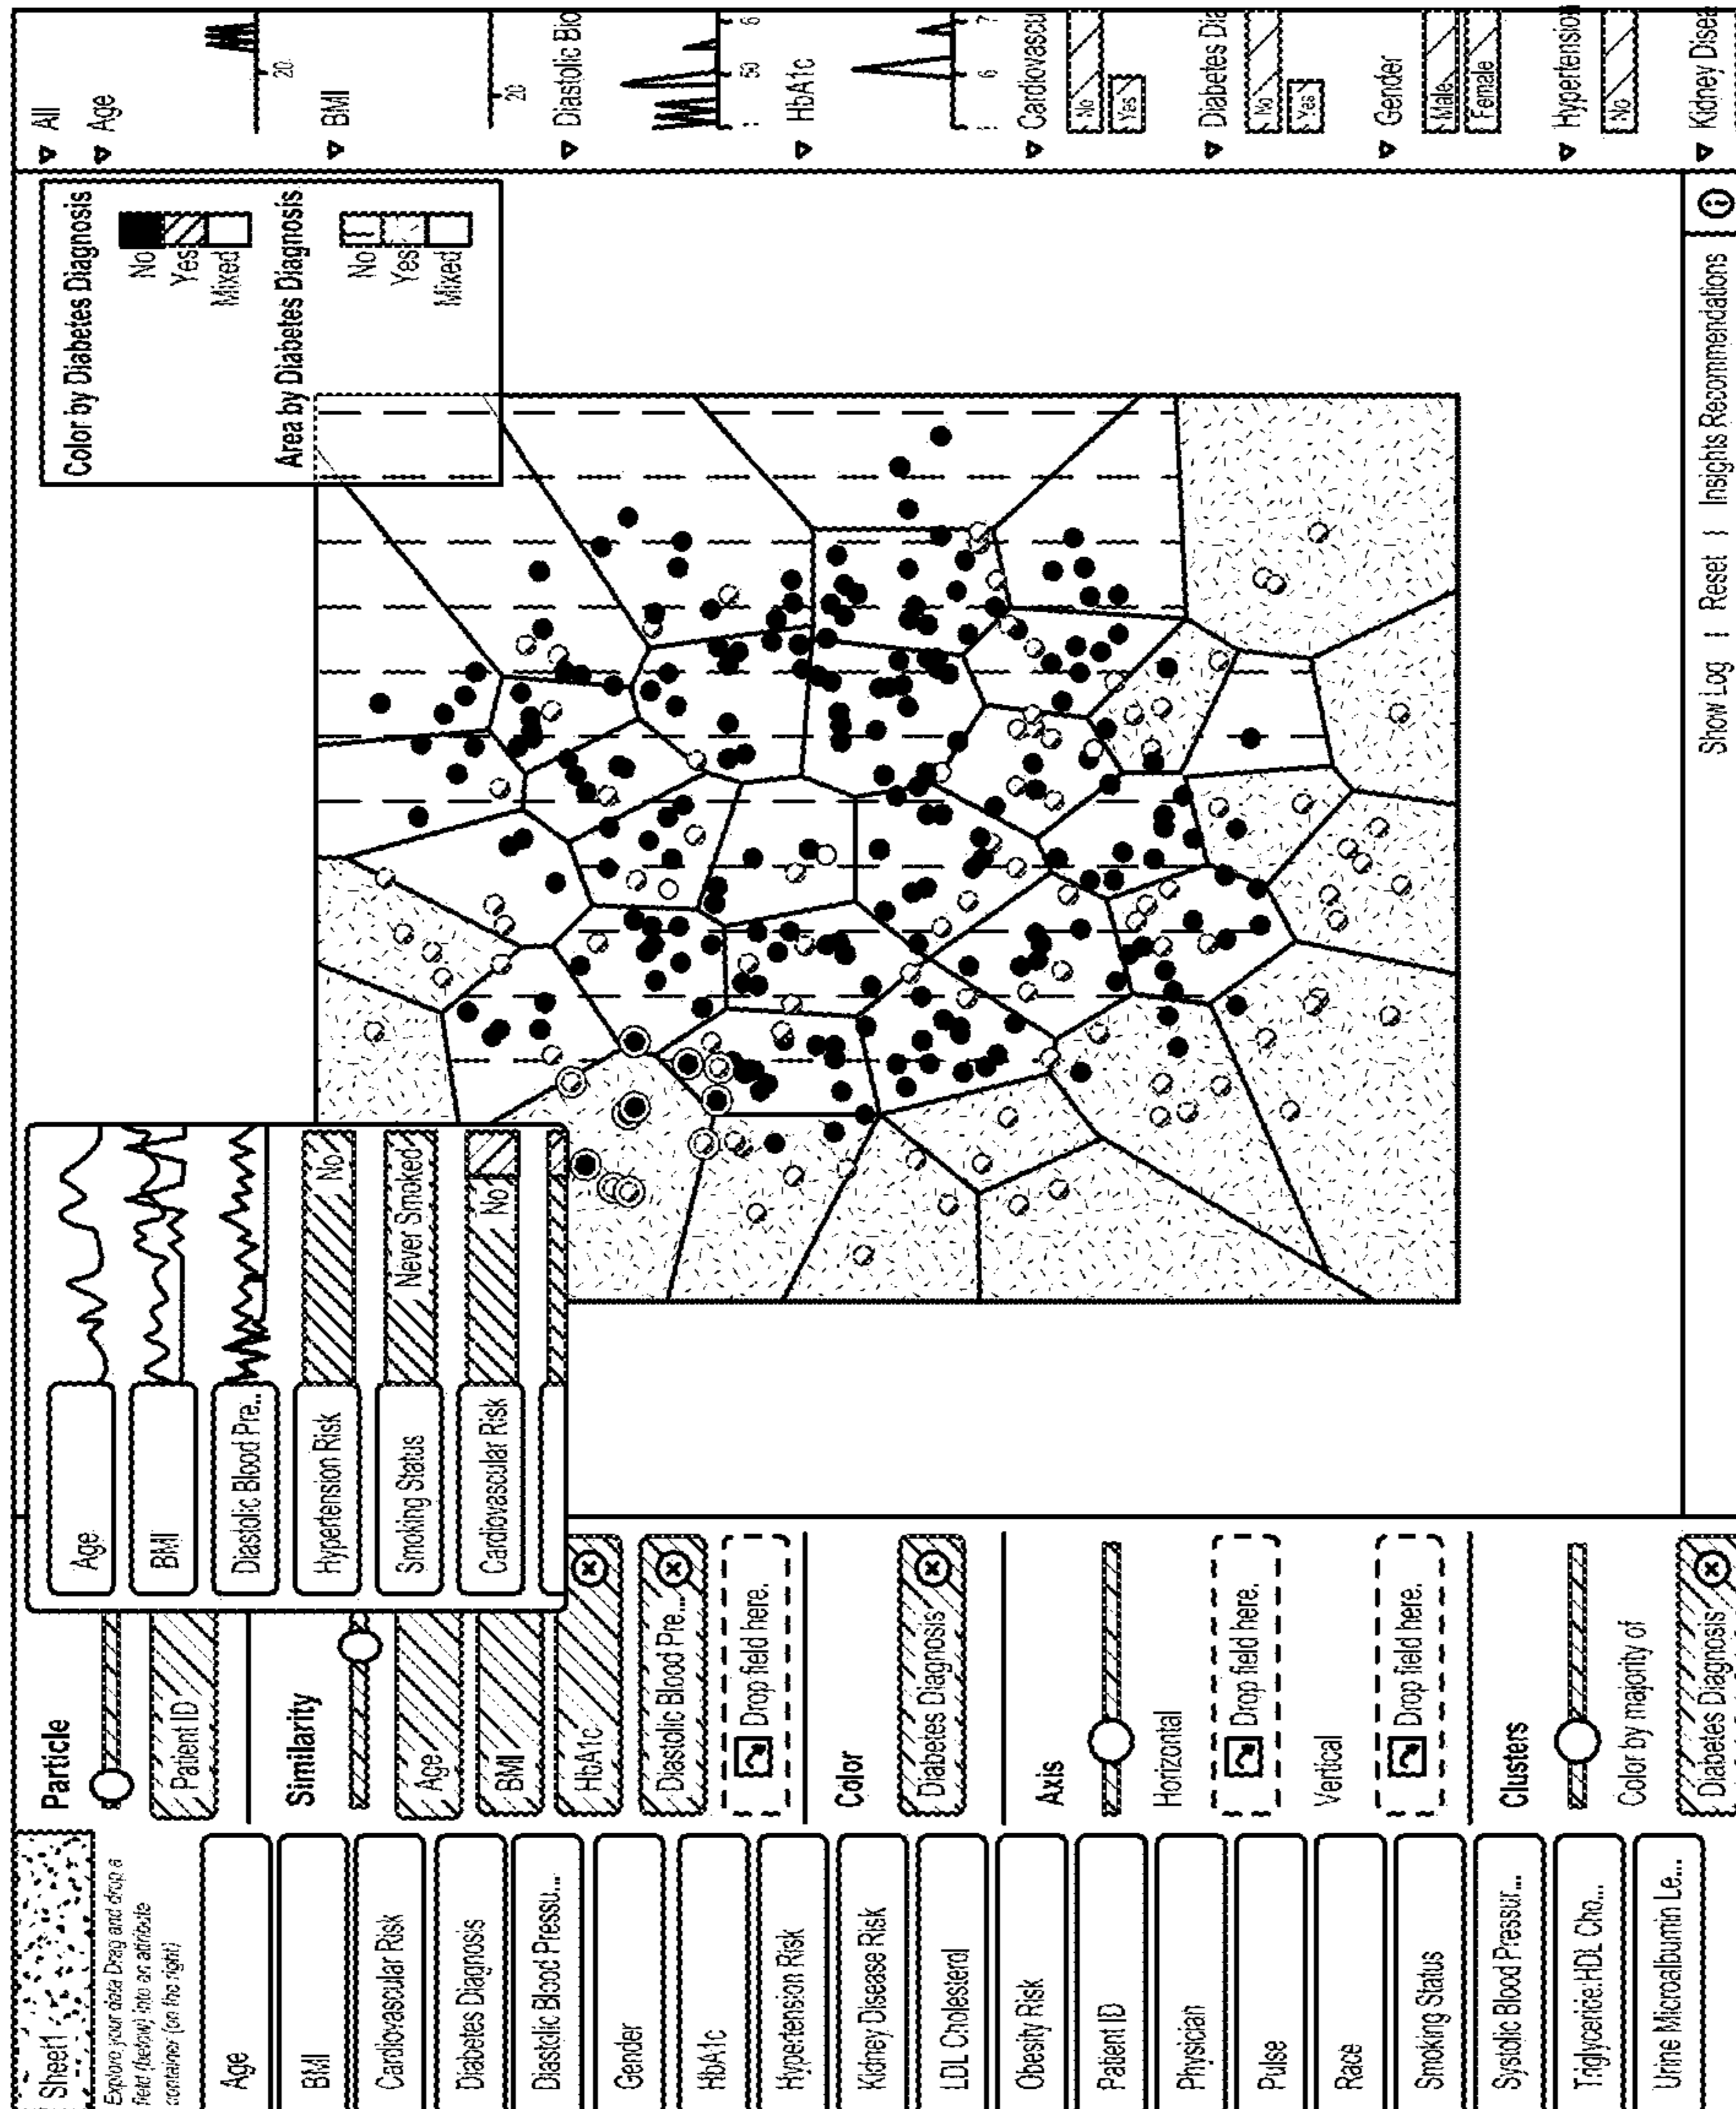 Sheet1
Explore your data Drag and drop a
field (below) into an attribute
container (on the right)
Age
BMI
Cardiovascular Risk
Diabetes Diagnosis
Diastolic Blood Pressu...
Gender
HbA1c
Hypertension Risk
Kidney Disease Risk
LDL Cholesterol
Obesity Risk
Patient ID
Physician
Pulse
Race
Smoking Status
Systolic Blood Pressur...
Triglycerice:HDL Cho...
Urine Microalbumin Le...
Particle
Patient ID
Similarity
Age
BMI
HbA1c
Diastolic Blood Pre...
Drop field here.
Color
Diabetes Diagnosis
Axis
Horizontal
Drop field here.
Vertical
Drop field here.
Clusters
Color by majority of
Diabetes Diagnosis
Age
BMI
Diastolic Blood Pre..
Hypertension Risk
No
Smoking Status
Never Smoked
Cardiovascular Risk
No
Color by Diabetes Diagnosis
No
Yes
Mixed
Area by Diabetes Diagnosis
No
Yes
Mixed
Show Log | Reset | Insights Recommendations
All
Age
20
BMI
20
Diastolic Blo
1 50 6
HbA1c
6 7
Cardiovascu
No
Yes
Diabetes Dia
No
Yes
Gender
Male
Female
Hypertension
No
Kidney Disea